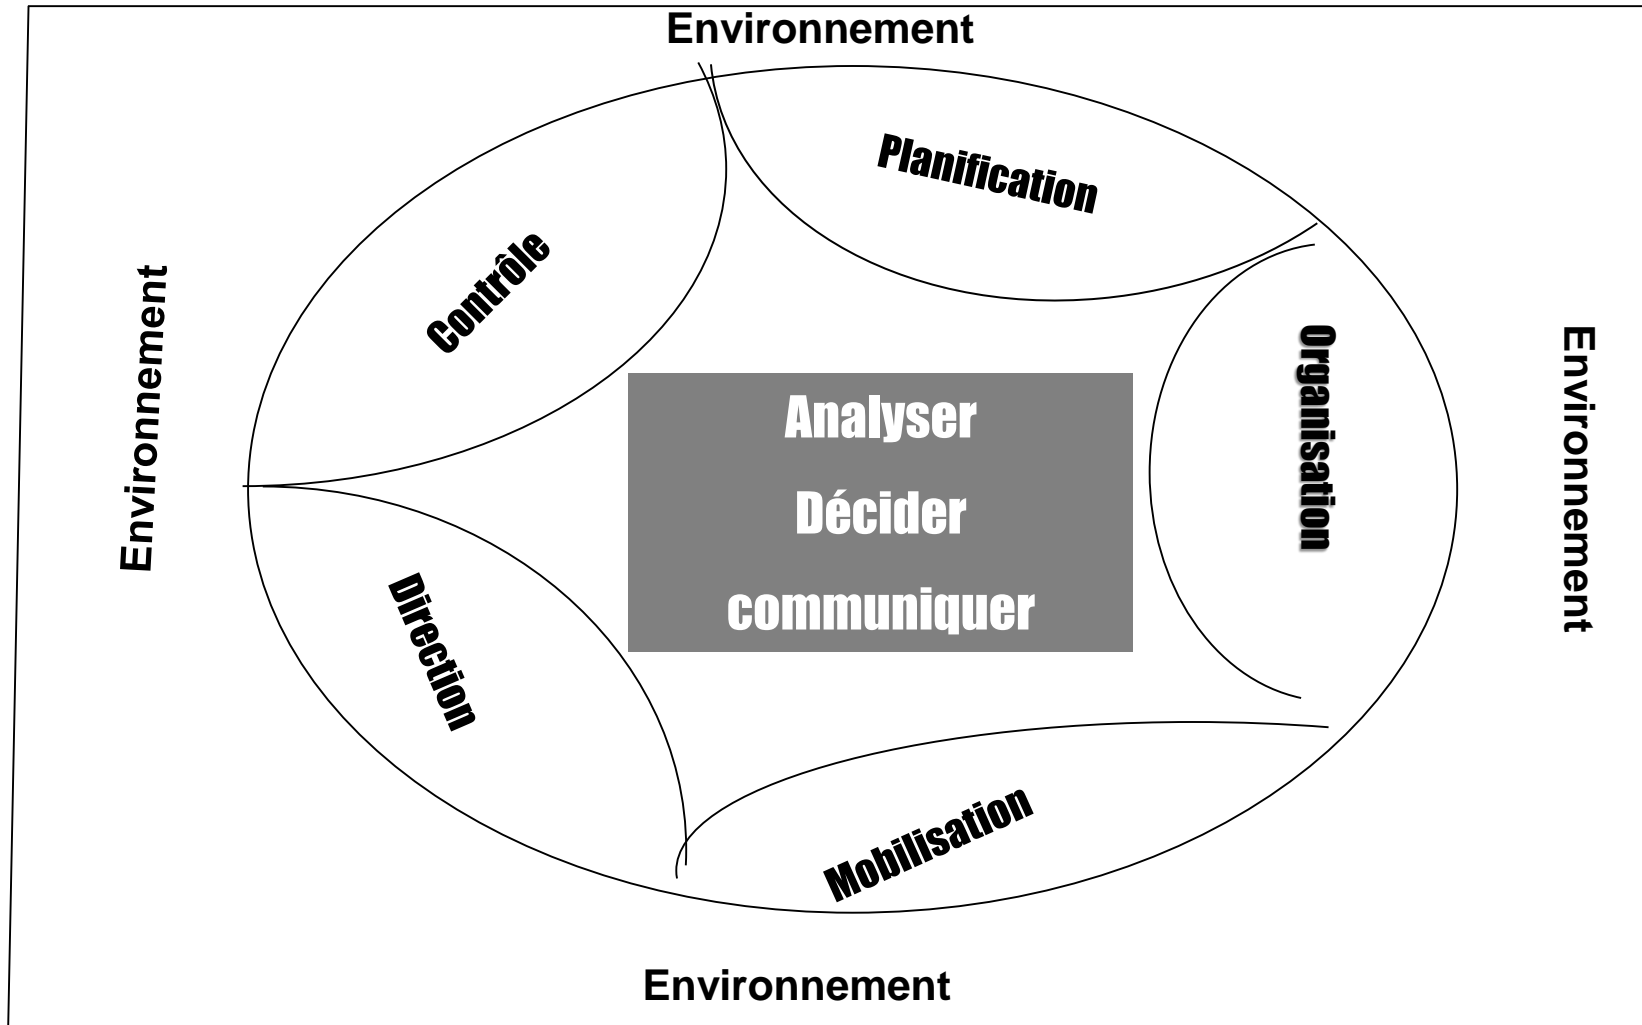 Environnement
Planification
Contrôle
Environnement
Organisation
Environnement
Analyser
Décider
communiquer
Direction
Mobilisation
Environnement